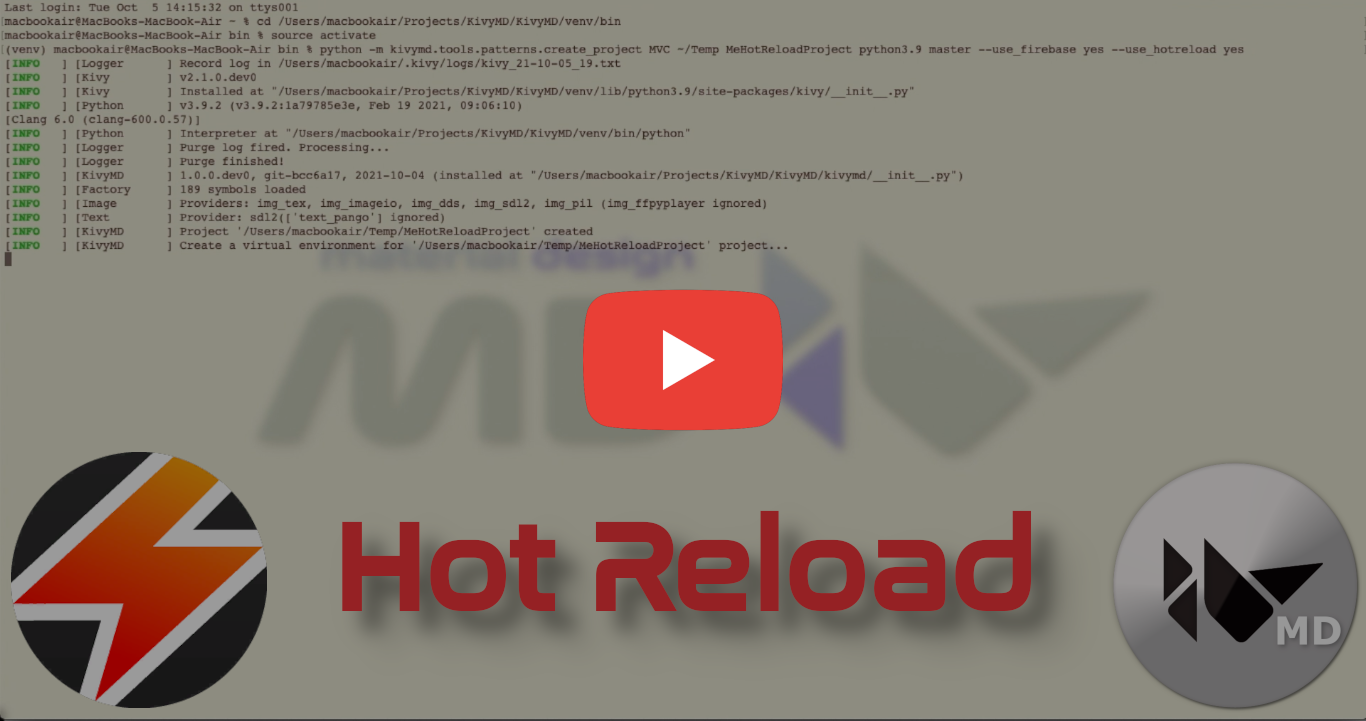 Last login: Tue Oct  5 14:15:32 on ttys001
[macbookair@MacBooks-MacBook-Air ~ % cd /Users/macbookair/Projects/KivyMD/KivyMD/venv/bin
[macbookair@MacBooks-MacBook-Air bin % source activate
[(venv) macbookair@MacBooks-MacBook-Air bin % python -m kivymd.tools.patterns.create_project MVC ~/Temp MeHotReloadProject python3.9 master --use_firebase yes --use_hotreload yes
[INFO   ] [Logger      ] Record log in /Users/macbookair/.kivy/logs/kivy_21-10-05_19.txt
[INFO   ] [Kivy        ] v2.1.0.dev0
[INFO   ] [Kivy        ] Installed at "/Users/macbookair/Projects/KivyMD/KivyMD/venv/lib/python3.9/site-packages/kivy/__init__.py"
[INFO   ] [Python      ] v3.9.2 (v3.9.2:1a79785e3e, Feb 19 2021, 09:06:10)
[Clang 6.0 (clang-600.0.57)]
[INFO   ] [Python      ] Interpreter at "/Users/macbookair/Projects/KivyMD/KivyMD/venv/bin/python"
[INFO   ] [Logger      ] Purge log fired. Processing...
[INFO   ] [Logger      ] Purge finished!
[INFO   ] [KivyMD      ] 1.0.0.dev0, git-bcc6a17, 2021-10-04 (installed at "/Users/macbookair/Projects/KivyMD/KivyMD/kivymd/__init__.py")
[INFO   ] [Factory     ] 189 symbols loaded
[INFO   ] [Image       ] Providers: img_tex, img_imageio, img_dds, img_sdl2, img_pil (img_ffpyplayer ignored)
[INFO   ] [Text        ] Provider: sdl2(['text_pango'] ignored)
[INFO   ] [KivyMD      ] Project '/Users/macbookair/Temp/MeHotReloadProject' created
[INFO   ] [KivyMD      ] Create a virtual environment for '/Users/macbookair/Temp/MeHotReloadProject' project...
material design
MD
Hot Reload
MD